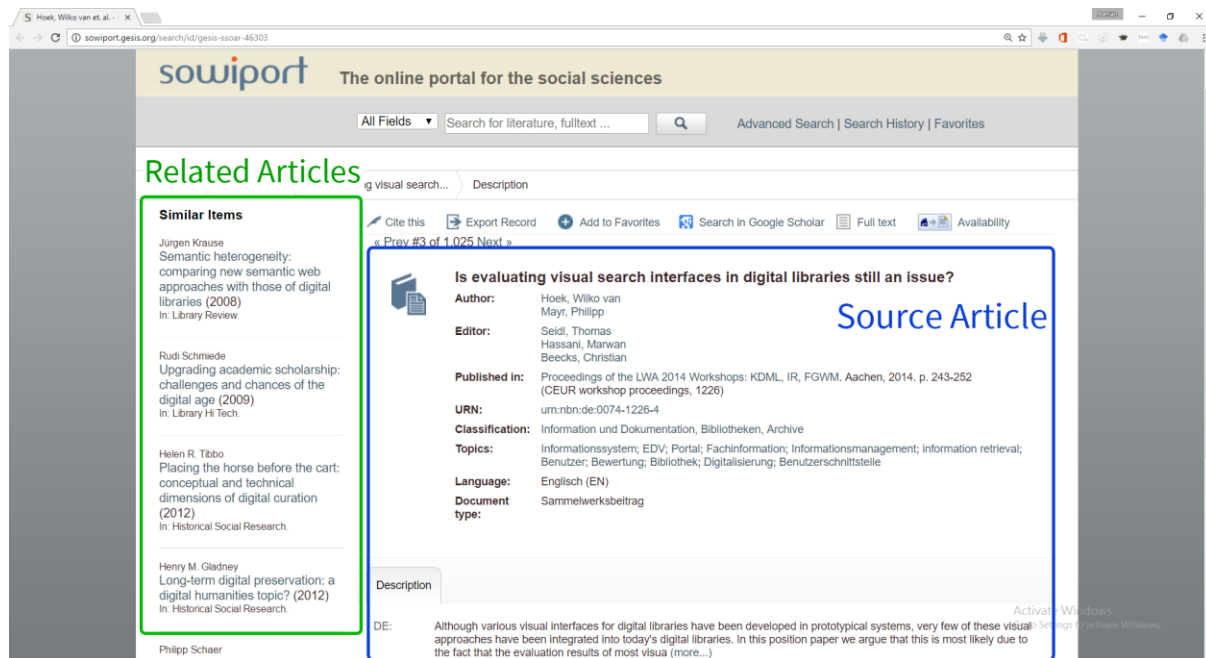 S Hoek, Wilko van et. al. -
sowiport.gesis.org/search/id/gesis-ssoar-46303
sowiport The online portal for the social sciences
All Fields Search for literature, fulltext ... Advanced Search | Search History | Favorites
Related Articles
g visual search... Description
Cite this Export Record Add to Favorites Search in Google Scholar Full text Availability
« Prev #3 of 1.025 Next »
Similar Items
Jürgen Krause
Semantic heterogeneity:
comparing new semantic web
approaches with those of digital
libraries (2008)
In: Library Review.
Rudi Schmiede
Upgrading academic scholarship:
challenges and chances of the
digital age (2009)
In: Library Hi Tech.
Helen R. Tibbo
Placing the horse before the cart:
conceptual and technical
dimensions of digital curation
(2012)
In: Historical Social Research.
Henry M. Gladney
Long-term digital preservation: a
digital humanities topic? (2012)
In: Historical Social Research.
Philipp Schaer
Is evaluating visual search interfaces in digital libraries still an issue?
Source Article
Author: Hoek, Wilko van
Mayr, Philipp
Editor: Seidl, Thomas
Hassani, Marwan
Beecks, Christian
Published in: Proceedings of the LWA 2014 Workshops: KDML, IR, FGWM. Aachen, 2014. p. 243-252
(CEUR workshop proceedings, 1226)
URN: urn:nbn:de:0074-1226-4
Classification: Information und Dokumentation, Bibliotheken, Archive
Topics: Informationssystem; EDV; Portal; Fachinformation; Informationsmanagement; information retrieval;
Benutzer; Bewertung; Bibliothek; Digitalisierung; Benutzerschnittstelle
Language: Englisch (EN)
Document Sammelwerksbeitrag
type:
Description
DE: Although various visual interfaces for digital libraries have been developed in prototypical systems, very few of these visual
approaches have been integrated into today's digital libraries. In this position paper we argue that this is most likely due to
the fact that the evaluation results of most visua (more...)
Activate Windows
Settings to activate Windows.